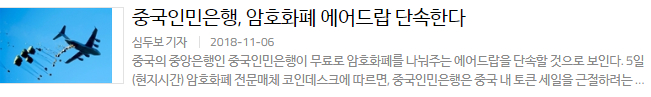 중국인민은행, 암호화폐 에어드랍 단속한다
심두보 기자 | 2018-11-06
중국의 중앙은행인 중국인민은행이 무료로 암호화폐를 나눠주는 에어드랍을 단속할 것으로 보인다. 5일
(현지시간) 암호화폐 전문매체 코인데스크에 따르면, 중국인민은행은 중국 내 토큰 세일을 근절하려는 ...